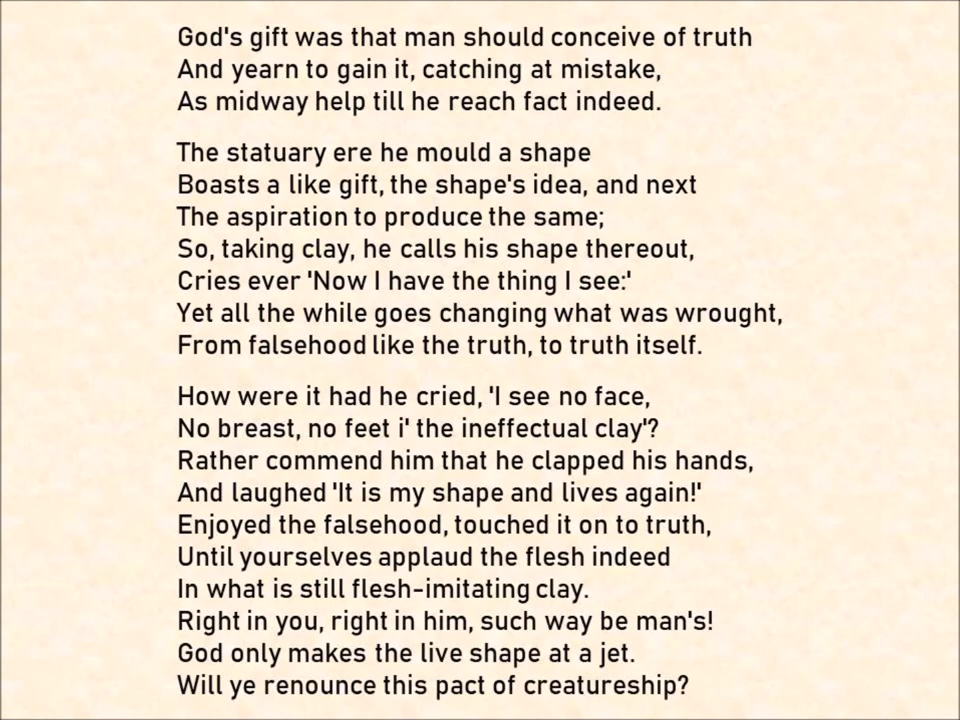 God's gift was that man should conceive of truth
And yearn to gain it, catching at mistake,
As midway help till he reach fact indeed.
The statuary ere he mould a shape
Boasts a like gift, the shape's idea, and next
The aspiration to produce the same;
So, taking clay, he calls his shape thereout,
Cries ever 'Now I have the thing I see:'
Yet all the while goes changing what was wrought,
From falsehood like the truth, to truth itself.
How were it had he cried, 'I see no face,
No breast, no feet i' the ineffectual clay'?
Rather commend him that he clapped his hands,
And laughed 'It is my shape and lives again!'
Enjoyed the falsehood, touched it on to truth,
Until yourselves applaud the flesh indeed
In what is still flesh-imitating clay.
Right in you, right in him, such way be man's!
God only makes the live shape at a jet.
Will ye renounce this pact of creatureship?